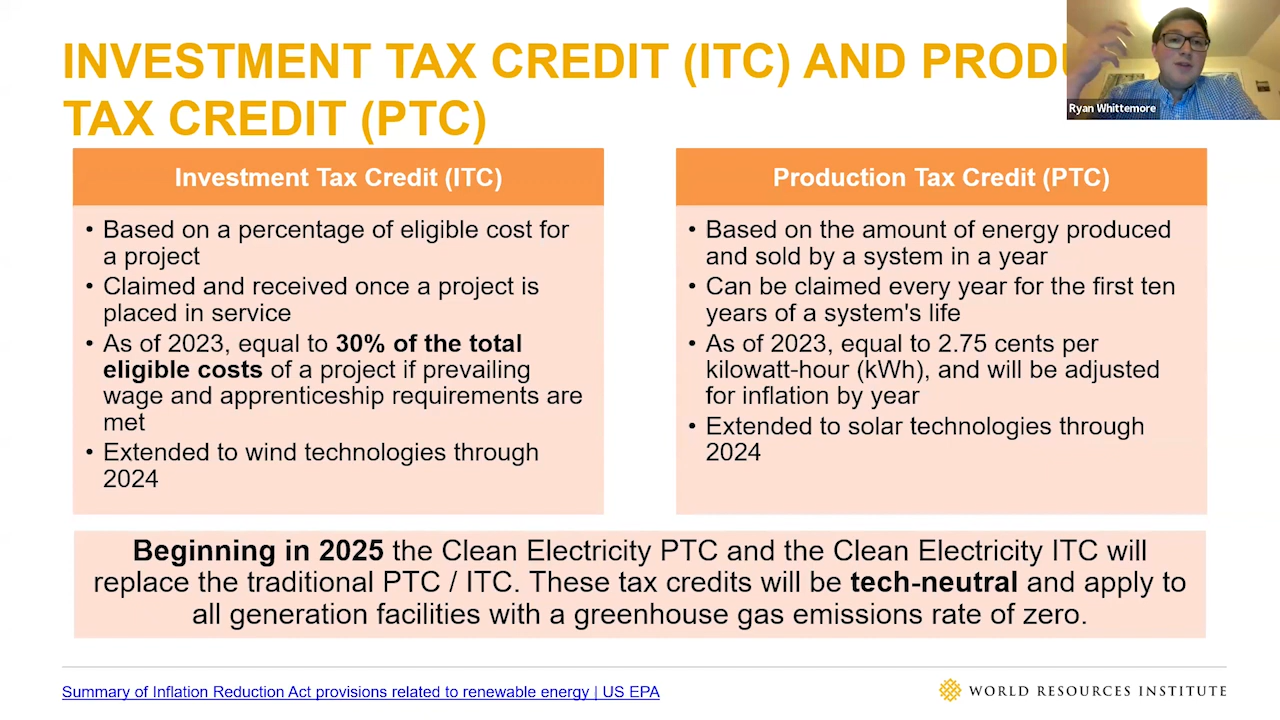 INVESTMENT TAX CREDIT (ITC) AND PROD
TAX CREDIT (PTC)
Ryan Whittemore
Investment Tax Credit (ITC)
• Based on a percentage of eligible cost for
a project
• Claimed and received once a project is
placed in service
• As of 2023, equal to 30% of the total
eligible costs of a project if prevailing
wage and apprenticeship requirements are
met
• Extended to wind technologies through
2024
Production Tax Credit (PTC)
• Based on the amount of energy produced
and sold by a system in a year
• Can be claimed every year for the first ten
years of a system's life
• As of 2023, equal to 2.75 cents per
kilowatt-hour (kWh), and will be adjusted
for inflation by year
• Extended to solar technologies through
2024
Beginning in 2025 the Clean Electricity PTC and the Clean Electricity ITC will
replace the traditional PTC / ITC. These tax credits will be tech-neutral and apply to
all generation facilities with a greenhouse gas emissions rate of zero.
Summary of Inflation Reduction Act provisions related to renewable energy | US EPA
WORLD RESOURCES INSTITUTE